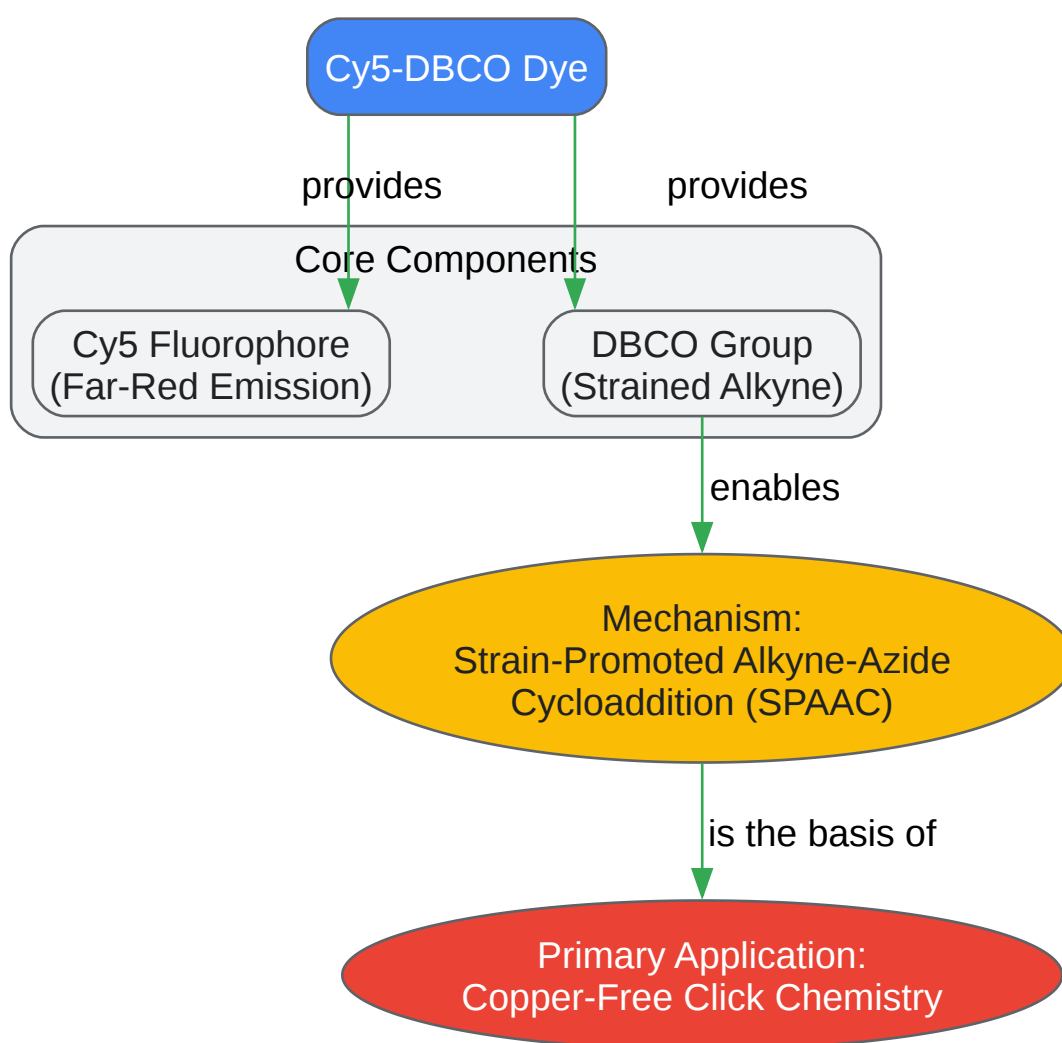 Cy5-DBCO Dye
provides
provides
Core Components
Cy5 Fluorophore
(Far-Red Emission)
DBCO Group
(Strained Alkyne)
enables
Mechanism:
Strain-Promoted Alkyne-Azide
Cycloaddition (SPAAC)
is the basis of
Primary Application:
Copper-Free Click Chemistry